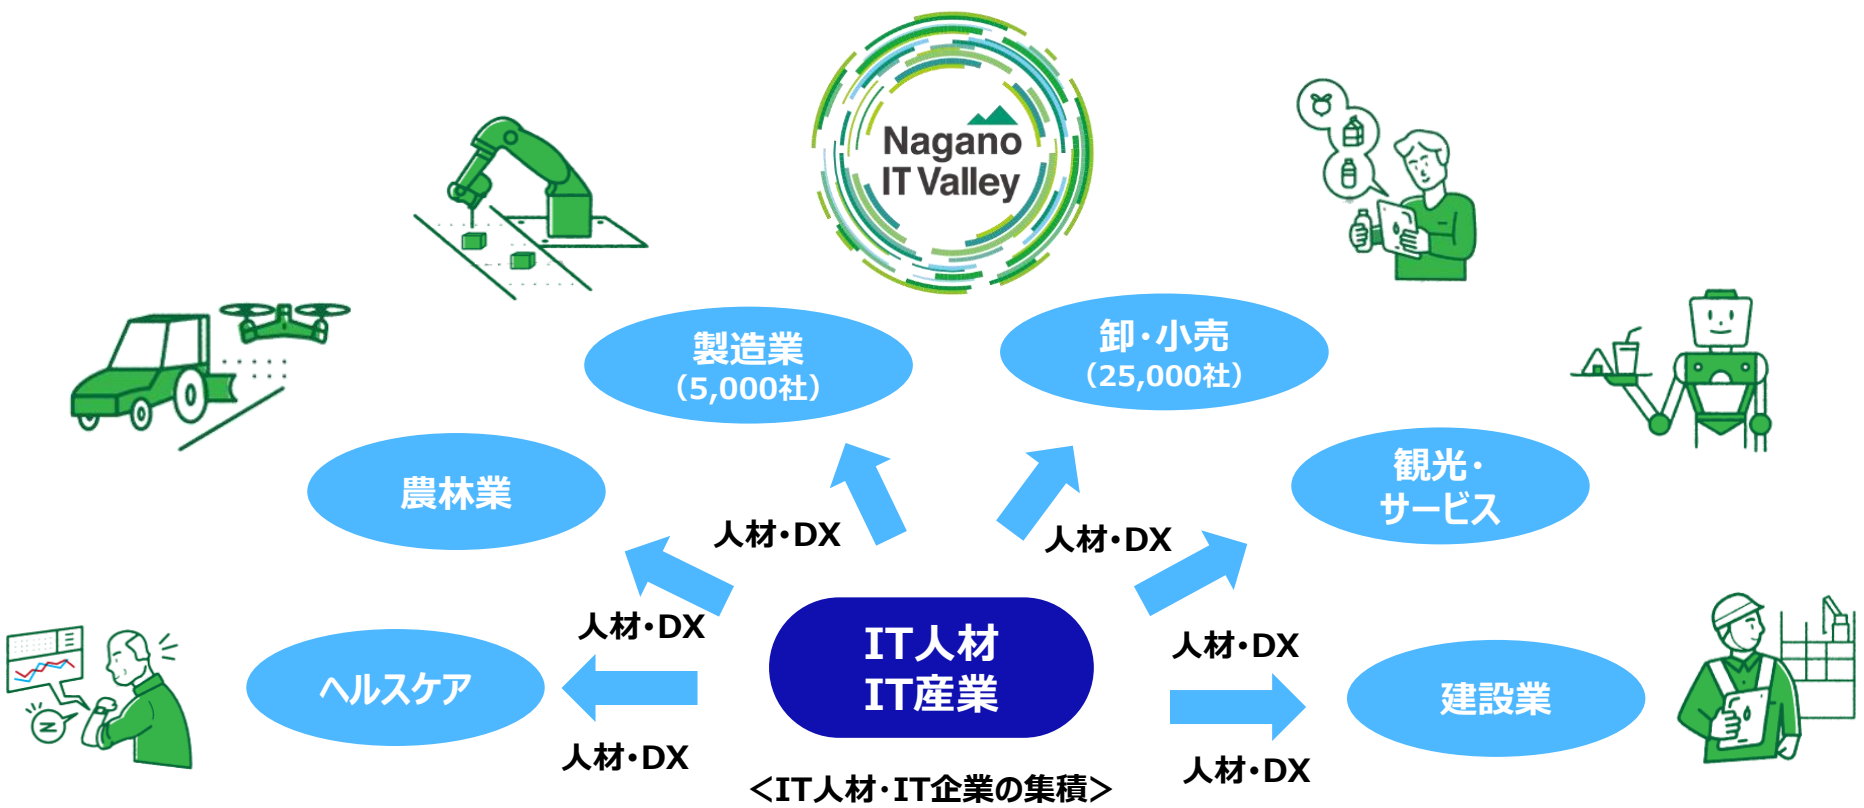 Nagano
IT Valley
製造業
（5,000社）
卸・小売
（25,000社）
農林業
観光・
サービス
人材・DX
人材・DX
人材・DX
人材・DX
ヘルスケア
IT人材
IT産業
建設業
人材・DX
人材・DX
＜IT人材・IT企業の集積＞